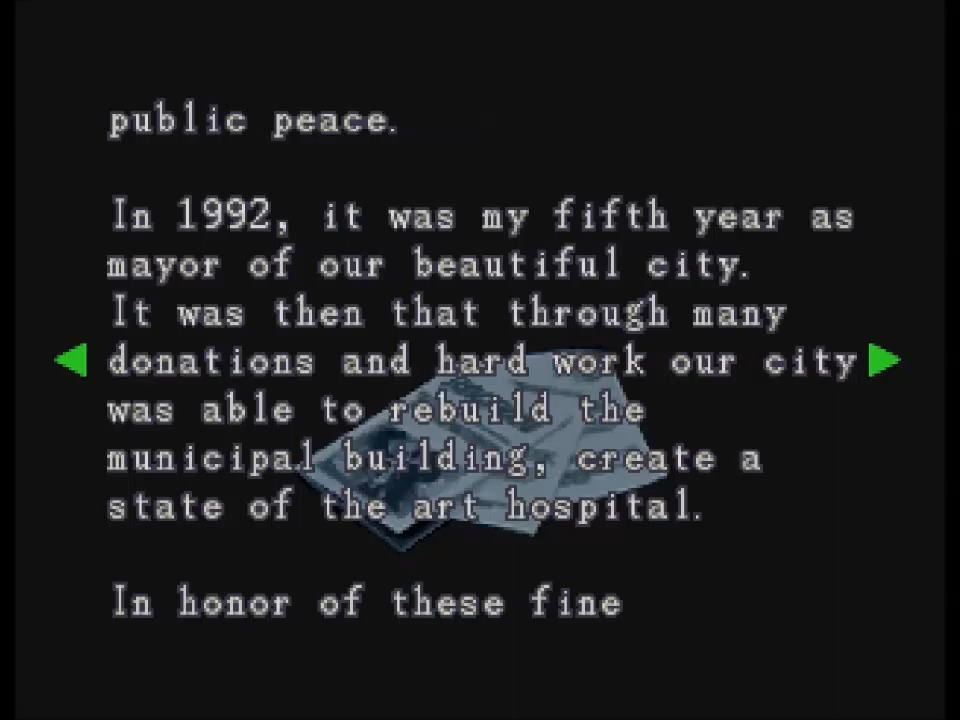 public peace.
In 1992, it was my fifth year as
mayor of our beautiful city.
It was then that through many
donations and hard work our city
was able to rebuild the
municipal building, create a
state of the art hospital.
In honor of these fine